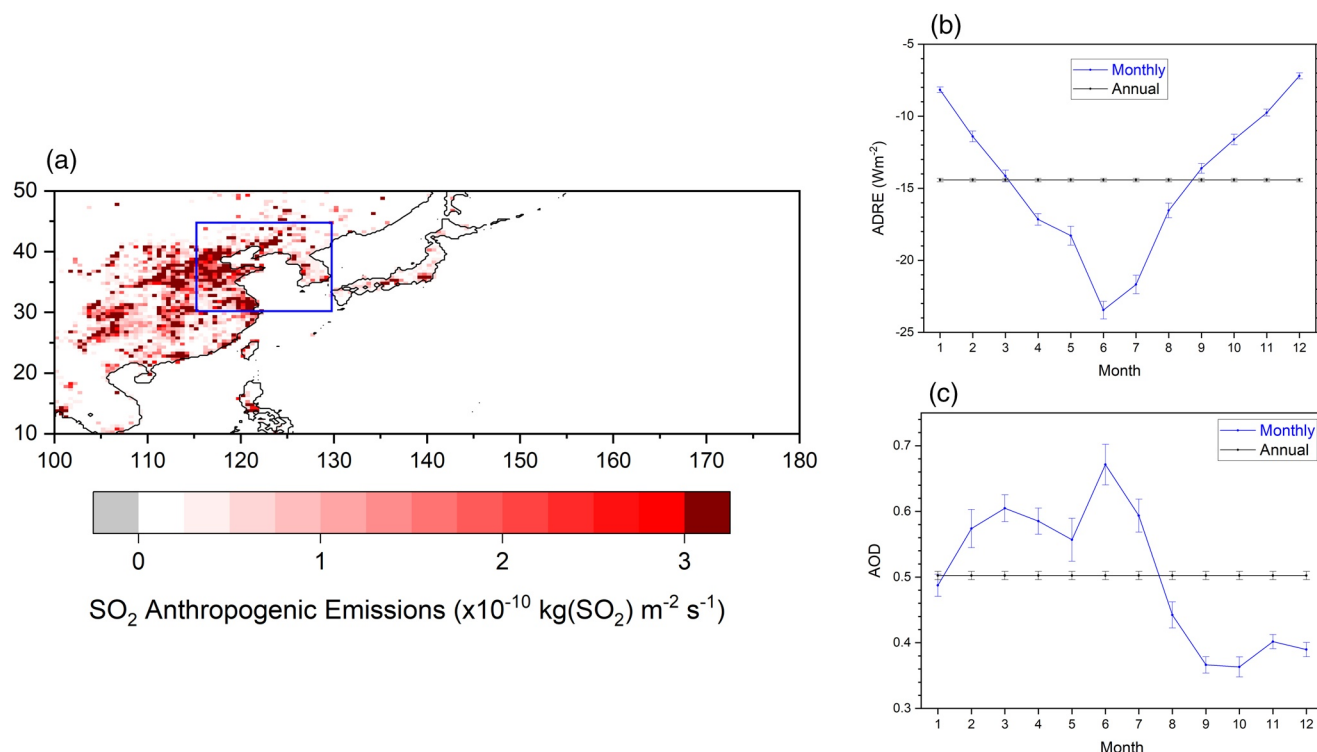 (a)
50
40
30
20
10
100 110 120 130 140 150 160 170 180
0 1 2 3
SO₂ Anthropogenic Emissions (x10⁻¹⁰ kg(SO₂) m⁻² s⁻¹)
(b)
-5
-10
-15
-20
-25
ADRE (Wm⁻²)
Monthly
Annual
1 2 3 4 5 6 7 8 9 10 11 12
Month
(c)
0.7
0.6
0.5
0.4
0.3
AOD
Monthly
Annual
1 2 3 4 5 6 7 8 9 10 11 12
Month